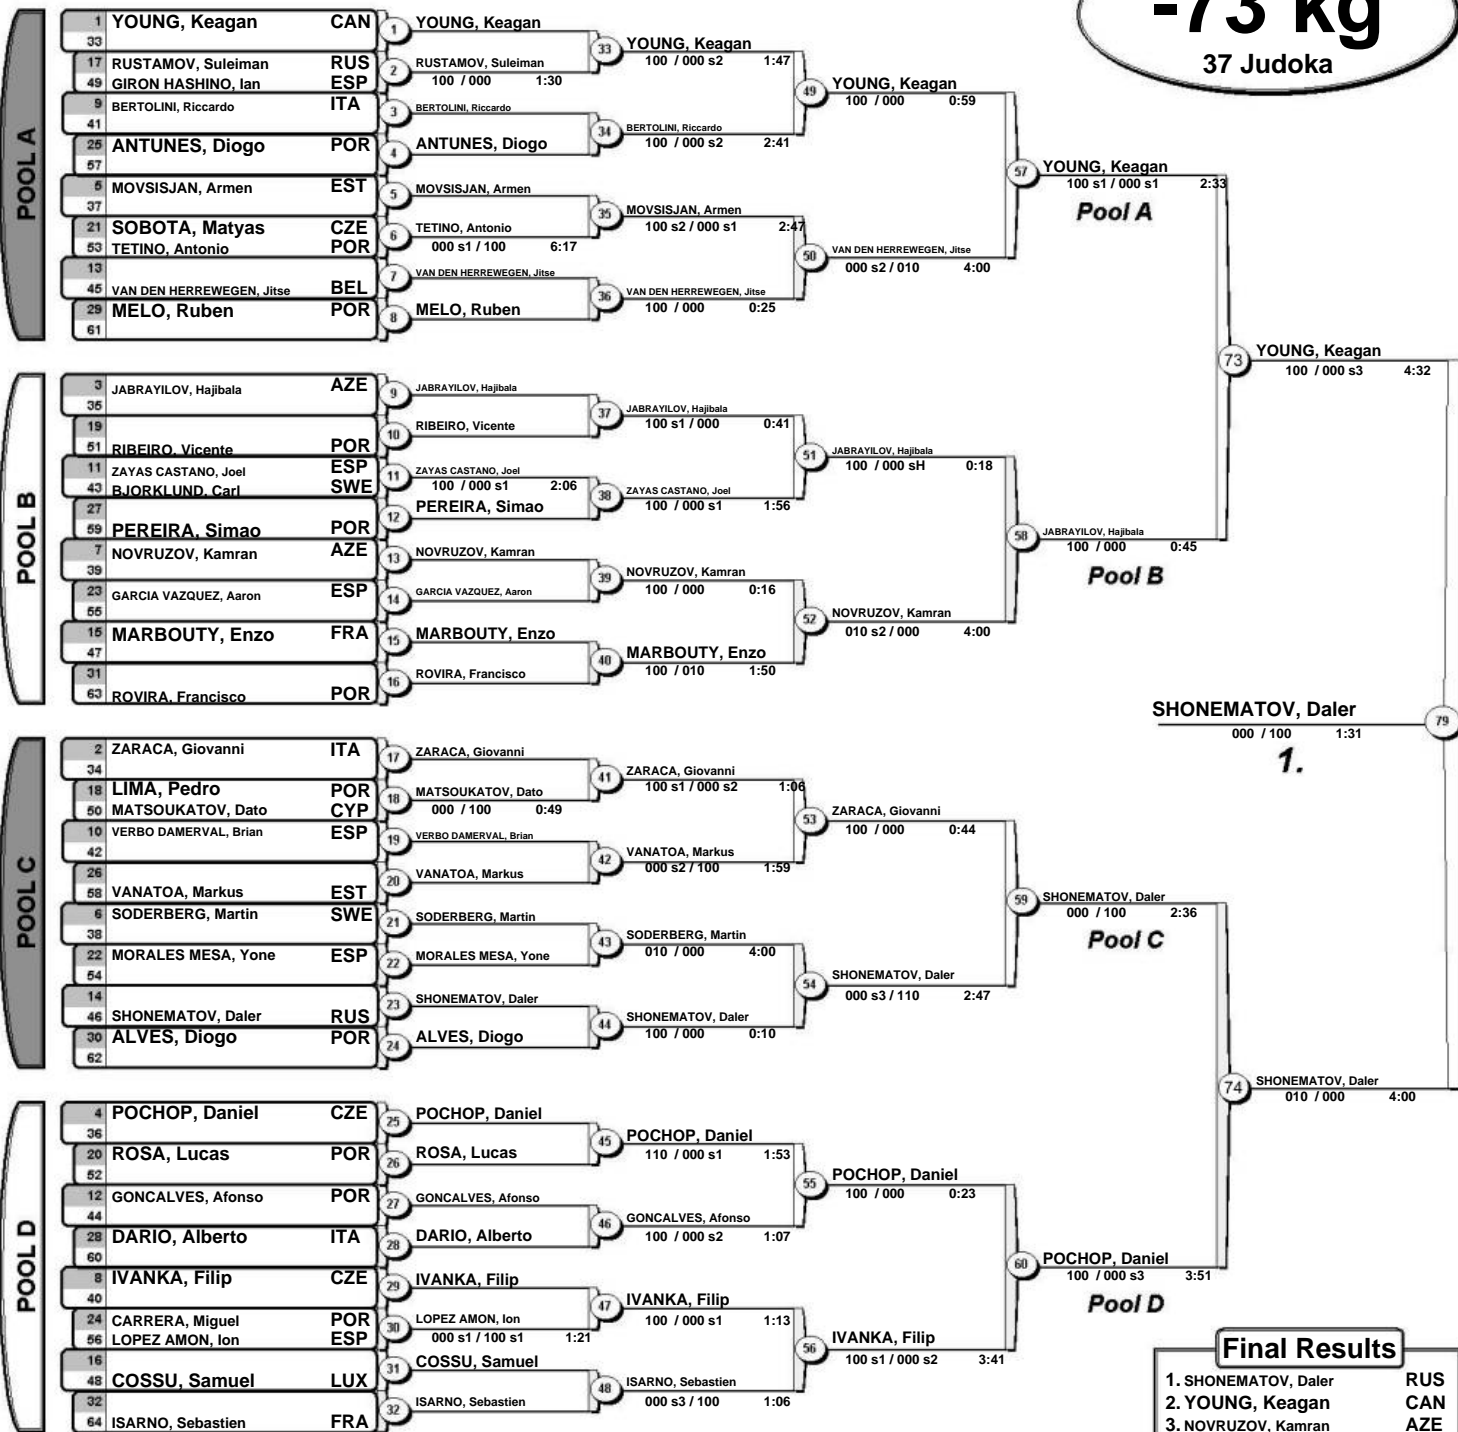 -73 kg
37 Judoka
POOL A
1 YOUNG, Keagan CAN
33
17 RUSTAMOV, Suleiman RUS
49 GIRON HASHINO, Ian ESP
9 BERTOLINI, Riccardo ITA
41
25 ANTUNES, Diogo POR
57
5 MOVSISJAN, Armen EST
37
21 SOBOTA, Matyas CZE
53 TETINO, Antonio POR
13
45 VAN DEN HERREWEGEN, Jitse BEL
29 MELO, Ruben POR
61
1 YOUNG, Keagan
2 RUSTAMOV, Suleiman
100 / 000 1:30
3 BERTOLINI, Riccardo
4 ANTUNES, Diogo
5 MOVSISJAN, Armen
6 TETINO, Antonio
000 s1 / 100 6:17
7 VAN DEN HERREWEGEN, Jitse
8 MELO, Ruben
33 YOUNG, Keagan
100 / 000 s2 1:47
34 BERTOLINI, Riccardo
100 / 000 s2 2:41
35 MOVSISJAN, Armen
100 s2 / 000 s1 2:47
36 VAN DEN HERREWEGEN, Jitse
100 / 000 0:25
49 YOUNG, Keagan
100 / 000 0:59
50 VAN DEN HERREWEGEN, Jitse
000 s2 / 010 4:00
57 YOUNG, Keagan
100 s1 / 000 s1 2:33
Pool A
POOL B
3 JABRAYILOV, Hajibala AZE
35
19
51 RIBEIRO, Vicente POR
11 ZAYAS CASTANO, Joel ESP
43 BJORKLUND, Carl SWE
27
59 PEREIRA, Simao POR
7 NOVRUZOV, Kamran AZE
39
23 GARCIA VAZQUEZ, Aaron ESP
55
15 MARBOUTY, Enzo FRA
47
31
63 ROVIRA, Francisco POR
9 JABRAYILOV, Hajibala
10 RIBEIRO, Vicente
11 ZAYAS CASTANO, Joel
100 / 000 s1 2:06
12 PEREIRA, Simao
13 NOVRUZOV, Kamran
14 GARCIA VAZQUEZ, Aaron
15 MARBOUTY, Enzo
16 ROVIRA, Francisco
37 JABRAYILOV, Hajibala
100 s1 / 000 0:41
38 ZAYAS CASTANO, Joel
100 / 000 s1 1:56
39 NOVRUZOV, Kamran
100 / 000 0:16
40 MARBOUTY, Enzo
100 / 010 1:50
51 JABRAYILOV, Hajibala
100 / 000 sH 0:18
52 NOVRUZOV, Kamran
010 s2 / 000 4:00
58 JABRAYILOV, Hajibala
100 / 000 0:45
Pool B
73 YOUNG, Keagan
100 / 000 s3 4:32
SHONEMATOV, Daler 79
000 / 100 1:31
1.
POOL C
2 ZARACA, Giovanni ITA
34
18 LIMA, Pedro POR
50 MATSOUKATOV, Dato CYP
10 VERBO DAMERVAL, Brian ESP
42
26
58 VANATOA, Markus EST
6 SODERBERG, Martin SWE
38
22 MORALES MESA, Yone ESP
54
14
46 SHONEMATOV, Daler RUS
30 ALVES, Diogo POR
62
17 ZARACA, Giovanni
18 MATSOUKATOV, Dato
000 / 100 0:49
19 VERBO DAMERVAL, Brian
20 VANATOA, Markus
21 SODERBERG, Martin
22 MORALES MESA, Yone
23 SHONEMATOV, Daler
24 ALVES, Diogo
41 ZARACA, Giovanni
100 s1 / 000 s2 1:06
42 VANATOA, Markus
000 s2 / 100 1:59
43 SODERBERG, Martin
010 / 000 4:00
44 SHONEMATOV, Daler
100 / 000 0:10
53 ZARACA, Giovanni
100 / 000 0:44
54 SHONEMATOV, Daler
000 s3 / 110 2:47
59 SHONEMATOV, Daler
000 / 100 2:36
Pool C
POOL D
4 POCHOP, Daniel CZE
36
20 ROSA, Lucas POR
52
12 GONCALVES, Afonso POR
44
28 DARIO, Alberto ITA
60
8 IVANKA, Filip CZE
40
24 CARRERA, Miguel POR
56 LOPEZ AMON, Ion ESP
16
48 COSSU, Samuel LUX
32
64 ISARNO, Sebastien FRA
25 POCHOP, Daniel
26 ROSA, Lucas
27 GONCALVES, Afonso
28 DARIO, Alberto
29 IVANKA, Filip
30 LOPEZ AMON, Ion
000 s1 / 100 s1 1:21
31 COSSU, Samuel
32 ISARNO, Sebastien
45 POCHOP, Daniel
110 / 000 s1 1:53
46 GONCALVES, Afonso
100 / 000 s2 1:07
47 IVANKA, Filip
100 / 000 s1 1:13
48 ISARNO, Sebastien
000 s3 / 100 1:06
55 POCHOP, Daniel
100 / 000 0:23
56 IVANKA, Filip
100 s1 / 000 s2 3:41
60 POCHOP, Daniel
100 / 000 s3 3:51
Pool D
74 SHONEMATOV, Daler
010 / 000 4:00
Final Results
1. SHONEMATOV, Daler RUS
2. YOUNG, Keagan CAN
3. NOVRUZOV, Kamran AZE